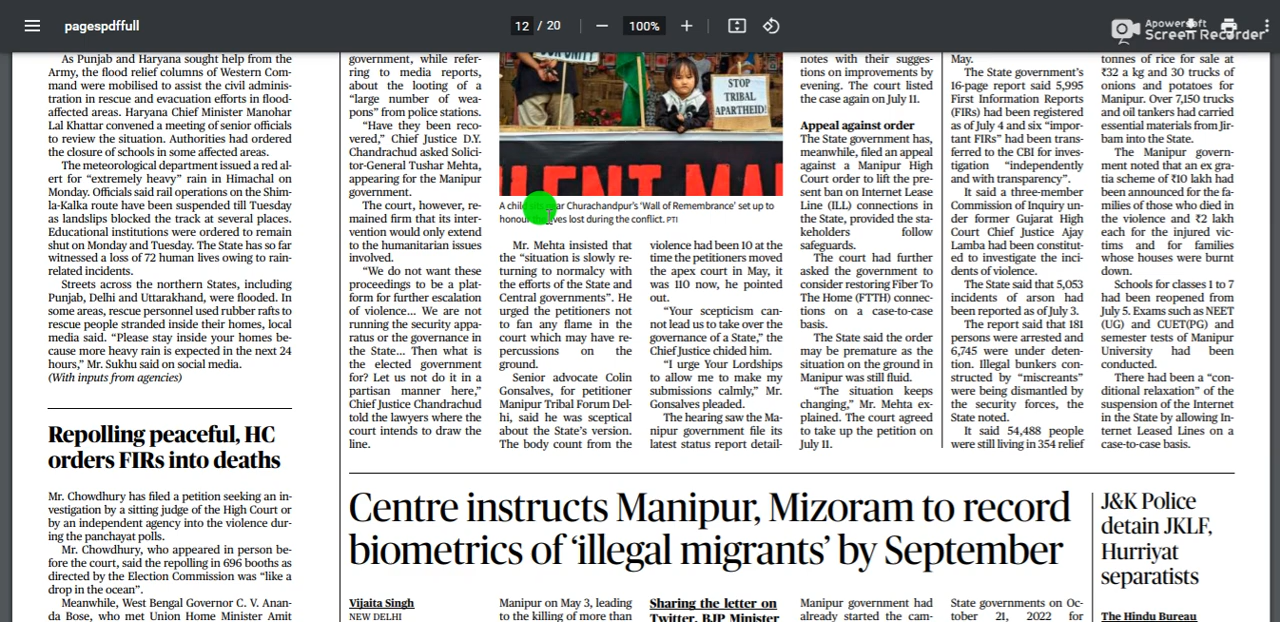 pagespdffull
12 / 20
100%
Apowersoft
Screen Recorder
As Punjab and Haryana sought help from the
Army, the flood relief columns of Western Com-
mand were mobilised to assist the civil adminis-
tration in rescue and evacuation efforts in flood-
affected areas. Haryana Chief Minister Manohar
Lal Khattar convened a meeting of senior officials
to review the situation. Authorities had ordered
the closure of schools in some affected areas.
The meteorological department issued a red al-
ert for “extremely heavy” rain in Himachal on
Monday. Officials said rail operations on the Shim-
la-Kalka route have been suspended till Tuesday
as landslips blocked the track at several places.
Educational institutions were ordered to remain
shut on Monday and Tuesday. The State has so far
witnessed a loss of 72 human lives owing to rain-
related incidents.
Streets across the northern States, including
Punjab, Delhi and Uttarakhand, were flooded. In
some areas, rescue personnel used rubber rafts to
rescue people stranded inside their homes, local
media said. “Please stay inside your homes be-
cause more heavy rain is expected in the next 24
hours,” Mr. Sukhu said on social media.
(With inputs from agencies)
Repolling peaceful, HC
orders FIRs into deaths
Mr. Chowdhury has filed a petition seeking an in-
vestigation by a sitting judge of the High Court or
by an independent agency into the violence dur-
ing the panchayat polls.
Mr. Chowdhury, who appeared in person be-
fore the court, said the repolling in 696 booths as
directed by the Election Commission was “like a
drop in the ocean”.
Meanwhile, West Bengal Governor C. V. Anan-
da Bose, who met Union Home Minister Amit
government, while refer-
ring to media reports,
about the looting of a
“large number of wea-
pons” from police stations.
“Have they been reco-
vered,” Chief Justice D.Y.
Chandrachud asked Solici-
tor-General Tushar Mehta,
appearing for the Manipur
government.
The court, however, re-
mained firm that its inter-
vention would only extend
to the humanitarian issues
involved.
“We do not want these
proceedings to be a plat-
form for further escalation
of violence... We are not
running the security appa-
ratus or the governance in
the State... Then what is
the elected government
for? Let us not do it in a
partisan manner here,”
Chief Justice Chandrachud
told the lawyers where the
court intends to draw the
line.
STOP
TRIBAL
APARTHEID!
A child near Churachandpur’s ‘Wall of Remembrance’ set up to
honour lives lost during the conflict. PTI
Mr. Mehta insisted that
the “situation is slowly re-
turning to normalcy with
the efforts of the State and
Central governments”. He
urged the petitioners not
to fan any flame in the
court which may have re-
percussions on the
ground.
Senior advocate Colin
Gonsalves, for petitioner
Manipur Tribal Forum Del-
hi, said he was sceptical
about the State’s version.
The body count from the
violence had been 10 at the
time the petitioners moved
the apex court in May, it
was 110 now, he pointed
out.
“Your scepticism can-
not lead us to take over the
governance of a State,” the
Chief Justice chided him.
“I urge Your Lordships
to allow me to make my
submissions calmly,” Mr.
Gonsalves pleaded.
The hearing saw the Ma-
nipur government file its
latest status report detail-
notes with their sugges-
tions on improvements by
evening. The court listed
the case again on July 11.
Appeal against order
The State government has,
meanwhile, filed an appeal
against a Manipur High
Court order to lift the pre-
sent ban on Internet Lease
Line (ILL) connections in
the State, provided the sta-
keholders follow
safeguards.
The court had further
asked the government to
consider restoring Fiber To
The Home (FTTH) connec-
tions on a case-to-case
basis.
The State said the order
may be premature as the
situation on the ground in
Manipur was still fluid.
“The situation keeps
changing,” Mr. Mehta ex-
plained. The court agreed
to take up the petition on
July 11.
May.
The State government’s
16-page report said 5,995
First Information Reports
(FIRs) had been registered
as of July 4 and six “impor-
tant FIRs” had been trans-
ferred to the CBI for inves-
tigation “independently
and with transparency”.
It said a three-member
Commission of Inquiry un-
der former Gujarat High
Court Chief Justice Ajay
Lamba had been constitut-
ed to investigate the inci-
dents of violence.
The State said that 5,053
incidents of arson had
been reported as of July 3.
The report said that 181
persons were arrested and
6,745 were under deten-
tion. Illegal bunkers con-
structed by “miscreants”
were being dismantled by
the security forces, the
State noted.
It said 54,488 people
were still living in 354 relief
tonnes of rice for sale at
₹32 a kg and 30 trucks of
onions and potatoes for
Manipur. Over 7,150 trucks
and oil tankers had carried
essential materials from Jir-
bam into the State.
The Manipur govern-
ment noted that an ex gra-
tia scheme of ₹10 lakh had
been announced for the fa-
milies of those who died in
the violence and ₹2 lakh
each for the injured vic-
tims and for families
whose houses were burnt
down.
Schools for classes 1 to 7
had been reopened from
July 5. Exams such as NEET
(UG) and CUET(PG) and
semester tests of Manipur
University had been
conducted.
There had been a “con-
ditional relaxation” of the
suspension of the Internet
in the State by allowing In-
ternet Leased Lines on a
case-to-case basis.
Centre instructs Manipur, Mizoram to record
biometrics of ‘illegal migrants’ by September
Vijaita Singh
NEW DELHI
Manipur on May 3, leading
to the killing of more than
Sharing the letter on
Twitter, BJP Minister
Manipur government had
already started the cam-
State governments on Oc-
tober 21, 2022 for
J&K Police
detain JKLF,
Hurriyat
separatists
The Hindu Bureau